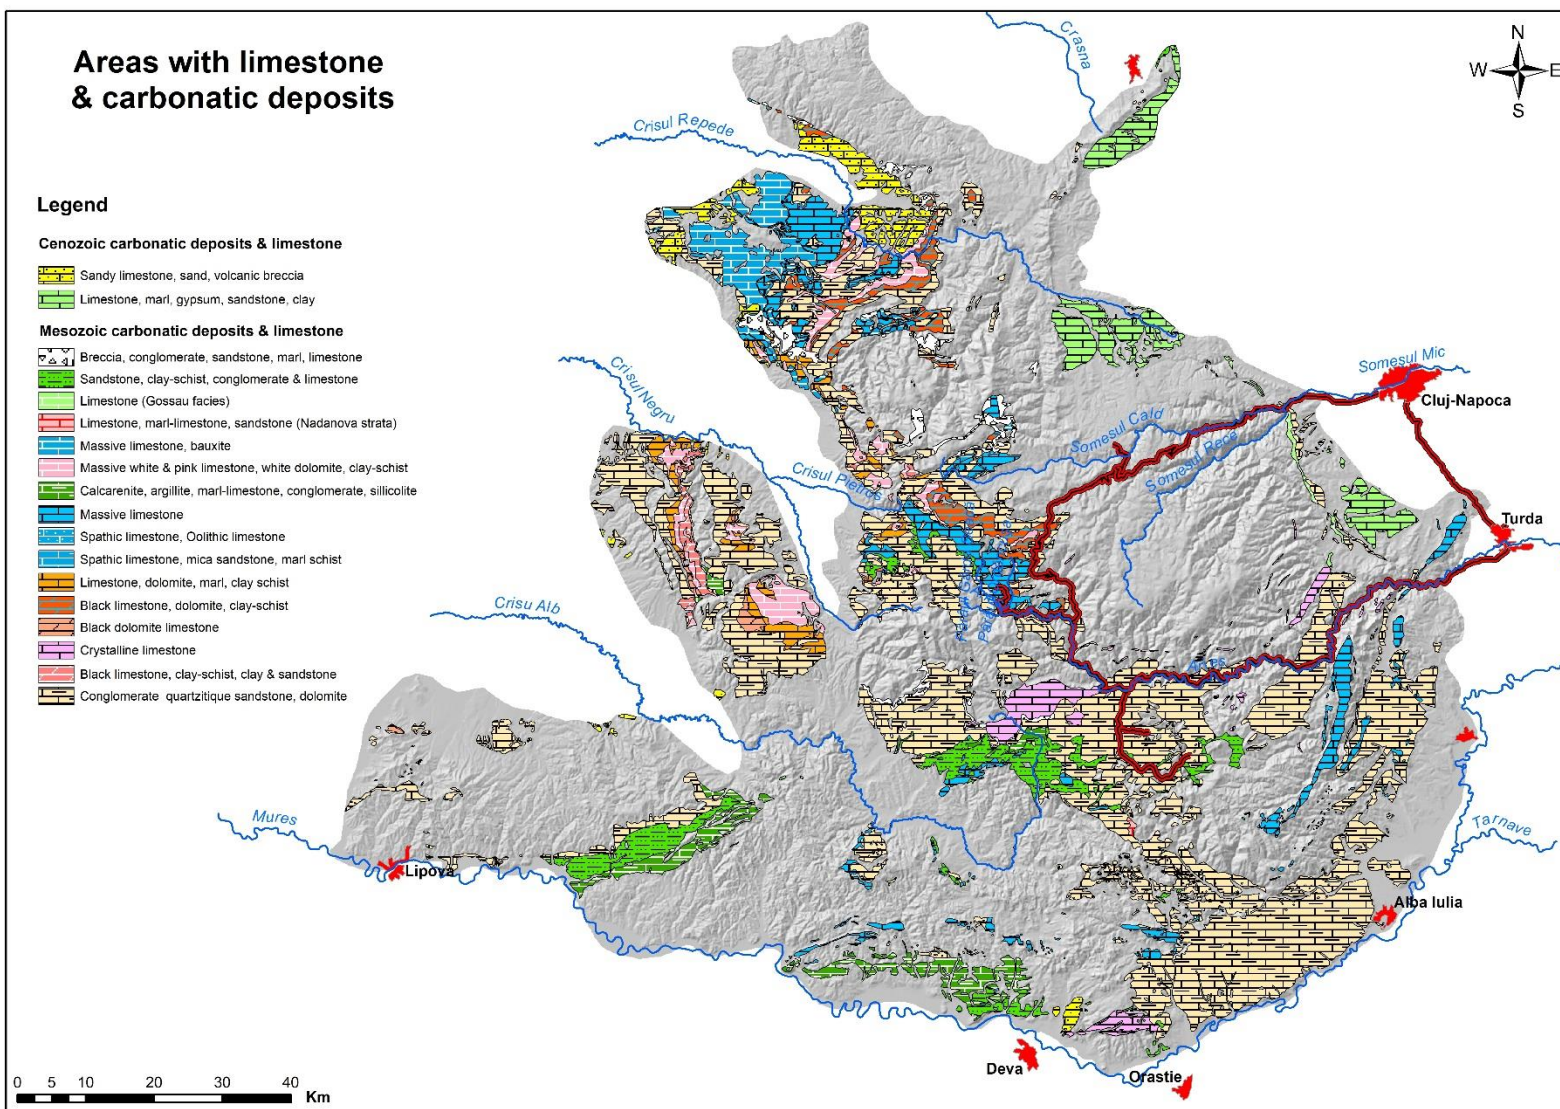 Areas with limestone
& carbonatic deposits
Legend
Cenozoic carbonatic deposits & limestone
Sandy limestone, sand, volcanic breccia
Limestone, marl, gypsum, sandstone, clay
Mesozoic carbonatic deposits & limestone
Breccia, conglomerate, sandstone, marl, limestone
Sandstone, clay-schist, conglomerate & limestone
Limestone (Gossau facies)
Limestone, marl-limestone, sandstone (Nadanova strata)
Massive limestone, bauxite
Massive white & pink limestone, white dolomite, clay-schist
Calcarenite, argillite, marl-limestone, conglomerate, sillicolite
Massive limestone
Spathic limestone, Oolithic limestone
Spathic limestone, mica sandstone, marl schist
Limestone, dolomite, marl, clay schist
Black limestone, dolomite, clay-schist
Black dolomite limestone
Crystalline limestone
Black limestone, clay-schist, clay & sandstone
Conglomerate quartzitique sandstone, dolomite
N
W E
S
Crasna
Crisul Repede
Crisul Negru
Somesul Mic
Cluj-Napoca
Somesul Cald
Somesul Rece
Crisul Pietros
Turda
Crisu Alb
Aries
Mures
Lipova
Tarnave
Alba Iulia
Deva
Orastie
0 5 10 20 30 40
Km